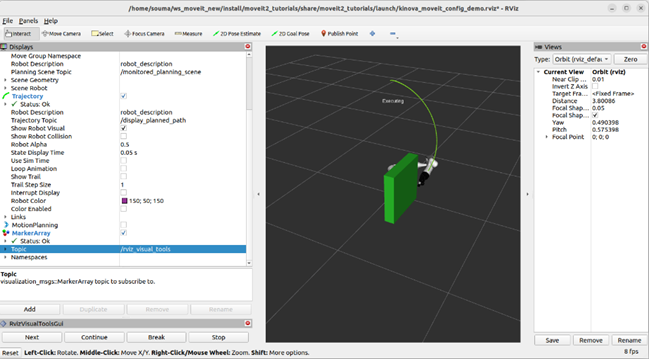 /home/souma/ws_moveit_new/install/moveit2_tutorials/share/moveit2_tutorials/launch/kinova_moveit_config_demo.rviz* - RViz
File Panels Help
Interact Move Camera Select Focus Camera Measure 2D Pose Estimate 2D Goal Pose Publish Point
Displays
Move Group Namespace
Robot Description robot_description
Planning Scene Topic /monitored_planning_scene
Scene Geometry
Scene Robot
Trajectory
Status: Ok
Robot Description robot_description
Trajectory Topic /display_planned_path
Show Robot Visual
Show Robot Collision
Robot Alpha 0.5
State Display Time 0.05 s
Use Sim Time
Loop Animation
Show Trail
Trail Step Size 1
Interrupt Display
Robot Color 150; 50; 150
Color Enabled
Links
MotionPlanning
MarkerArray
Status: Ok
Topic /rviz_visual_tools
Namespaces
Topic
visualization_msgs::MarkerArray topic to subscribe to.
Add Duplicate Remove Rename
RvizVisualToolsGui
Next Continue Break Stop
Reset Left-Click: Rotate. Middle-Click: Move X/Y. Right-Click/Mouse Wheel: Zoom. Shift: More options.
Executing
Views
Type: Orbit (rviz_defau Zero
Current View Orbit (rviz)
Near Clip ... 0.01
Invert Z Axis
Target Fra... <Fixed Frame>
Distance 3.80086
Focal Shap... 0.05
Focal Shap...
Yaw 0.490398
Pitch 0.575398
Focal Point 0; 0; 0
Save Remove Rename
8 fps